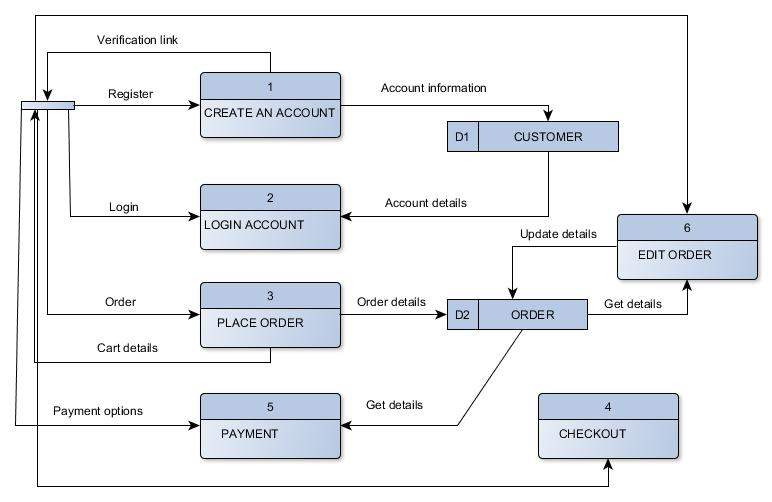 Verification link
1
CREATE AN ACCOUNT
Register
Account information
D1 CUSTOMER
2
LOGIN ACCOUNT
Login
Account details
6
EDIT ORDER
Update details
3
PLACE ORDER
Order
Order details
D2 ORDER
Get details
Cart details
5
PAYMENT
Payment options
Get details
4
CHECKOUT